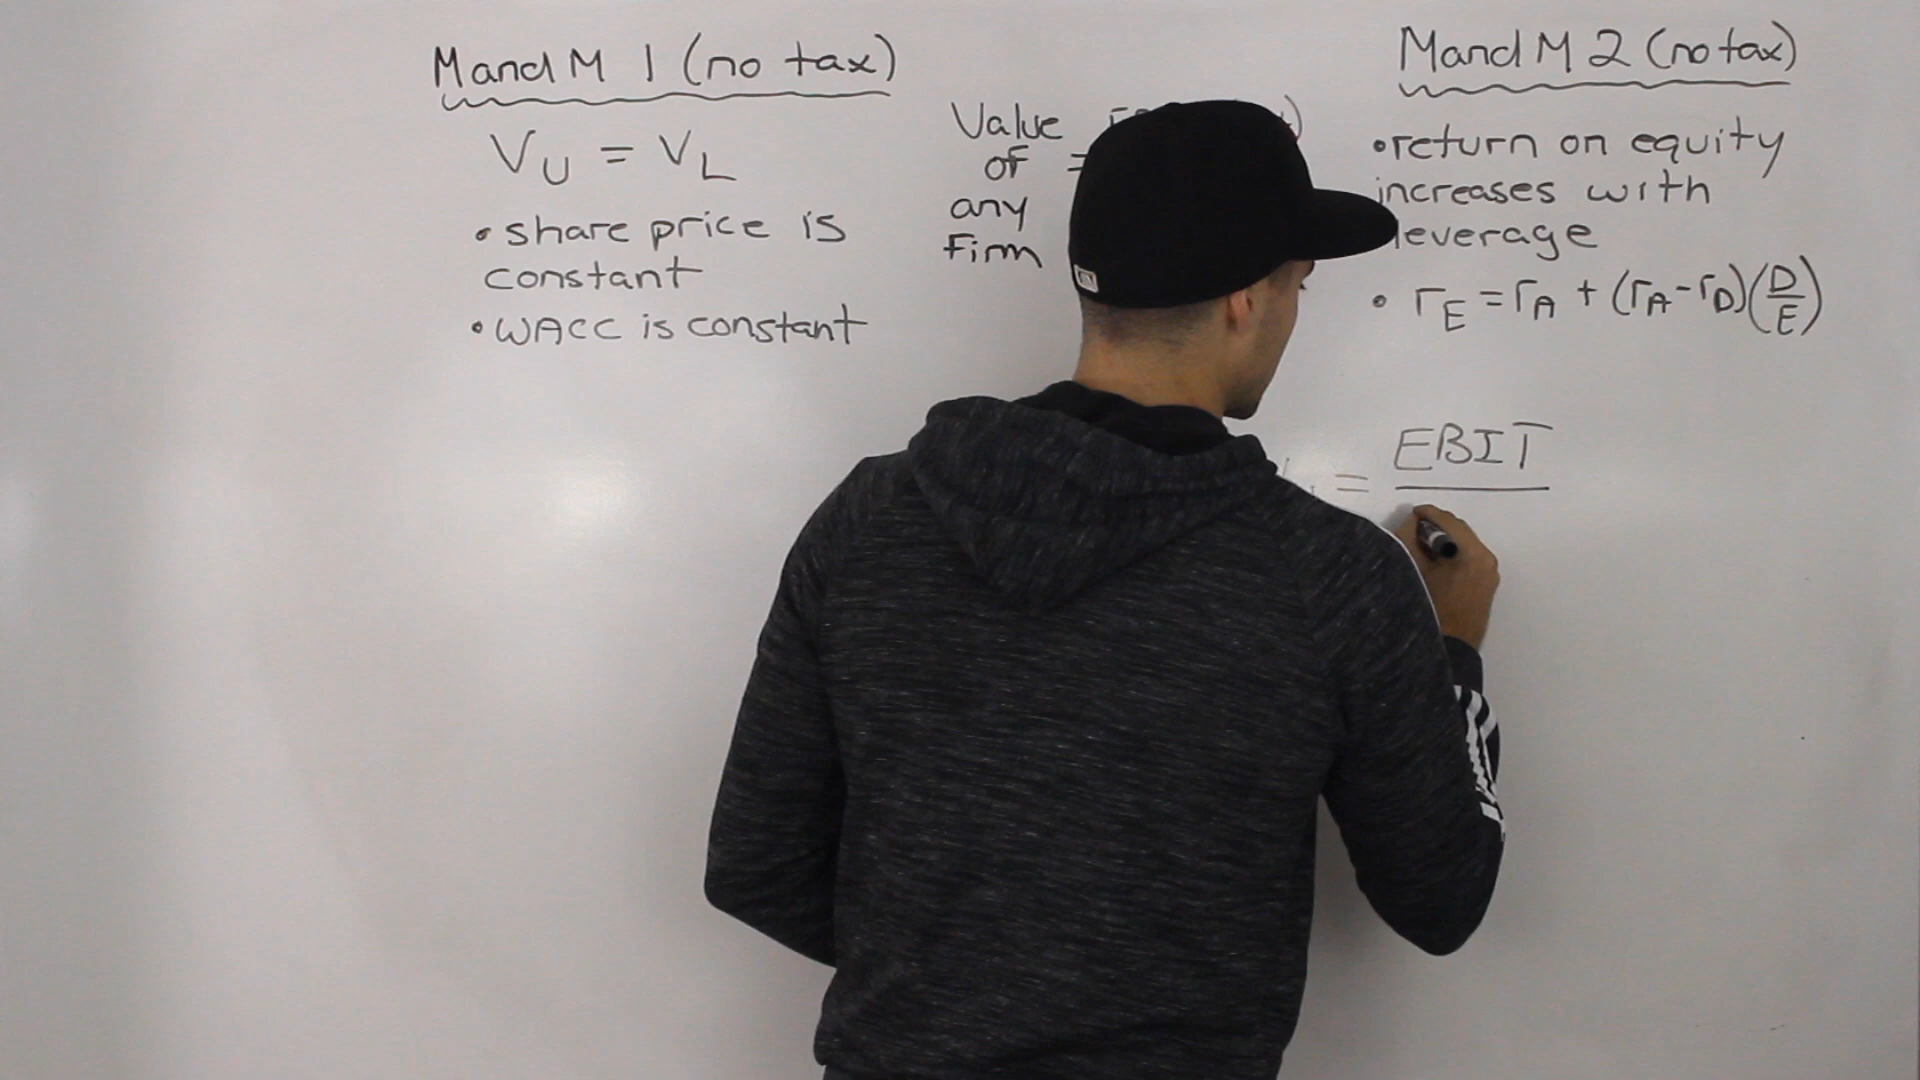 M and M 1 (no tax)
V_U = V_L
• share price is
constant
• WACC is constant
Value
of =
any
firm
M and M 2 (no tax)
• return on equity
increases with
leverage
• r_E = r_A + (r_A - r_D)(D/E)
= EBIT